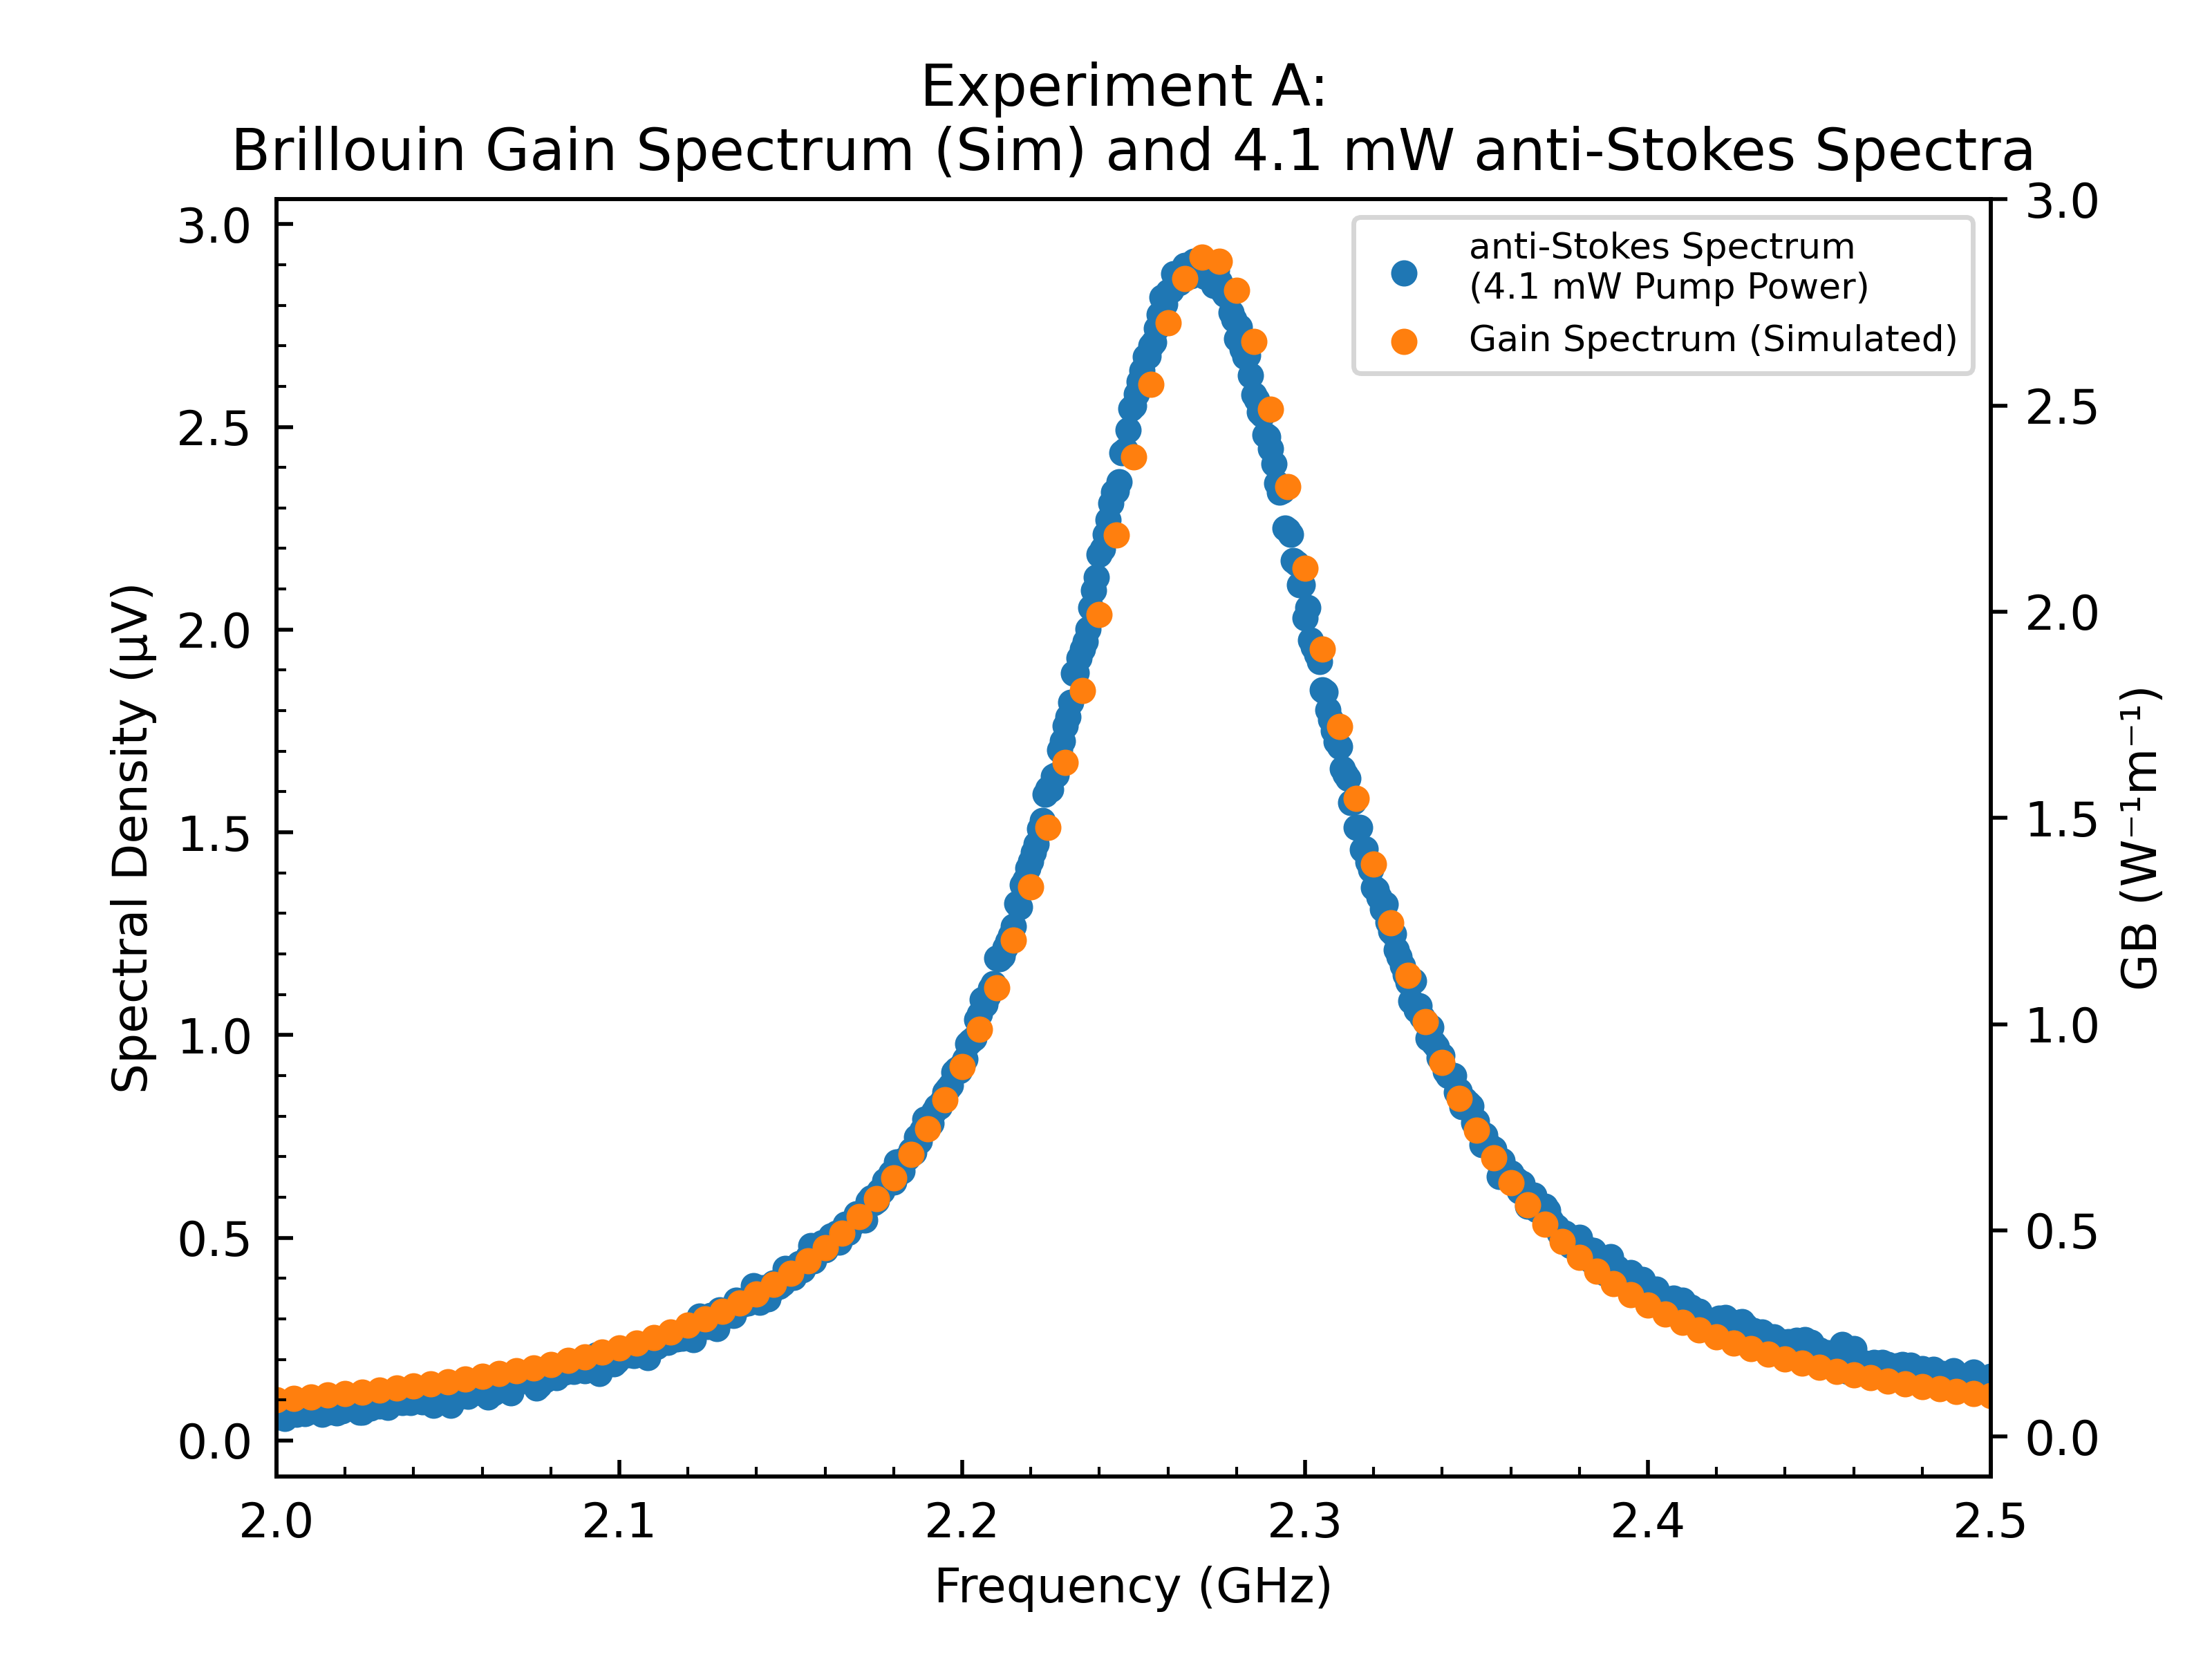 Experiment A:
Brillouin Gain Spectrum (Sim) and 4.1 mW anti-Stokes Spectra
anti-Stokes Spectrum
(4.1 mW Pump Power)
Gain Spectrum (Simulated)
Spectral Density (μV)
3.0
2.5
2.0
1.5
1.0
0.5
0.0
3.0
2.5
2.0
1.5
1.0
0.5
0.0
GB (W⁻¹m⁻¹)
2.0 2.1 2.2 2.3 2.4 2.5
Frequency (GHz)